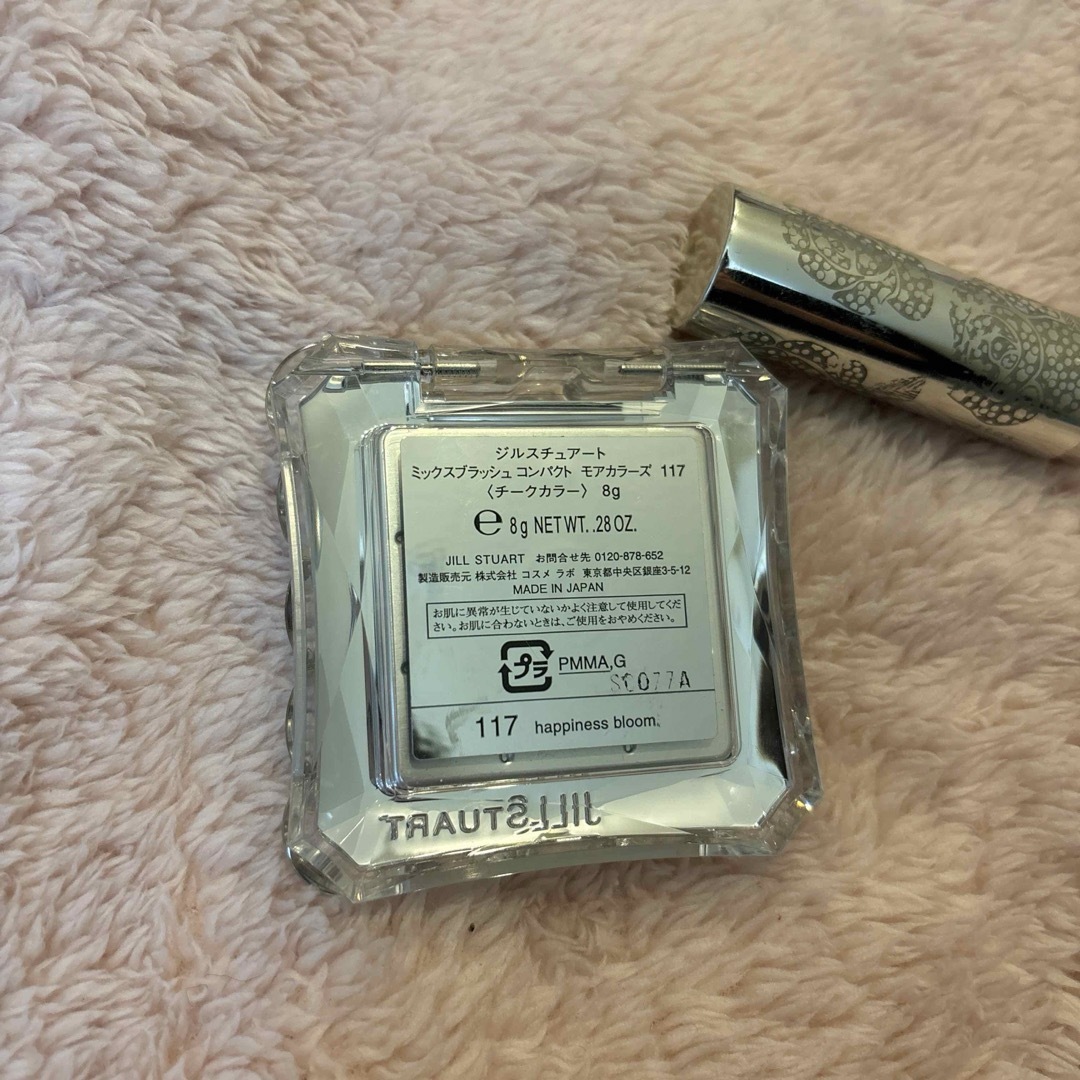 ジルスチュアート
ミックスブラッシュ コンパクト モアカラーズ 117
〈チークカラー〉 8g
℮ 8g NET WT. .28 OZ.
JILL STUART お問合せ先 0120-878-652
製造販売元 株式会社 コスメ ラボ 東京都中央区銀座3-5-12
MADE IN JAPAN
お肌に異常が生じていないかよく注意して使用してくだ
さい。お肌に合わないときは、ご使用をおやめください。
プラ PMMA,G
SC077A
117 happiness bloom
JILLSTUART